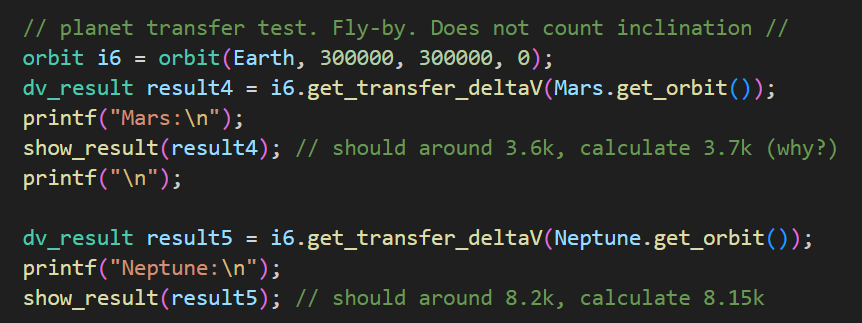 // planet transfer test. Fly-by. Does not count inclination //
orbit i6 = orbit(Earth, 300000, 300000, 0);
dv_result result4 = i6.get_transfer_deltaV(Mars.get_orbit());
printf("Mars:\n");
show_result(result4); // should around 3.6k, calculate 3.7k (why?)
printf("\n");
dv_result result5 = i6.get_transfer_deltaV(Neptune.get_orbit());
printf("Neptune:\n");
show_result(result5); // should around 8.2k, calculate 8.15k